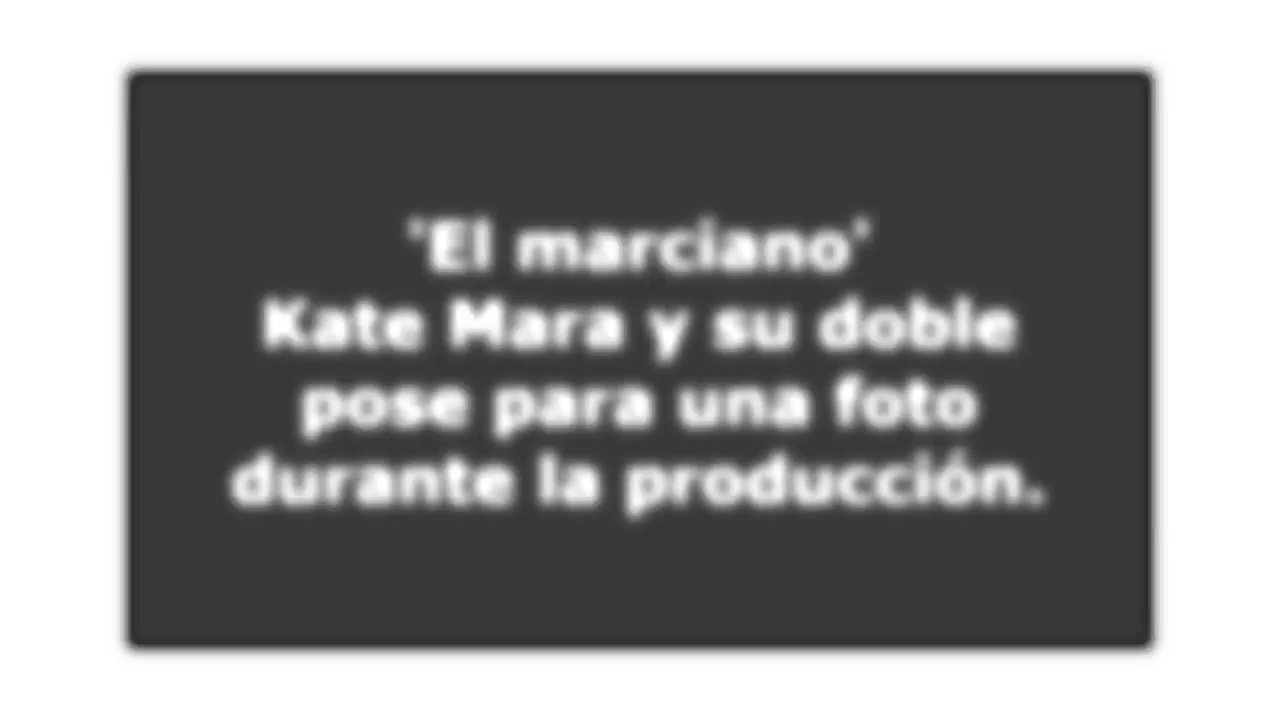 'El marciano'
Kate Mara y su doble
pose para una foto
durante la producción.